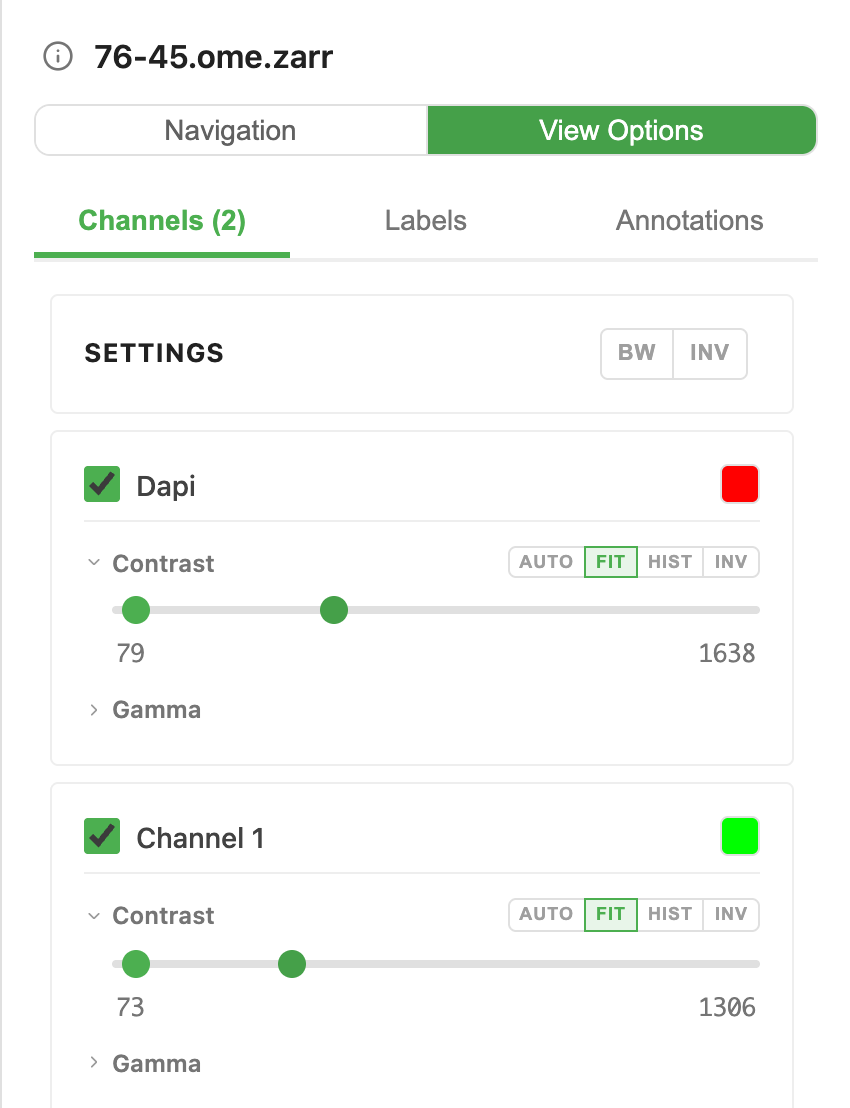 76-45.ome.zarr
Navigation View Options
Channels (2) Labels Annotations
SETTINGS BW INV
Dapi
Contrast AUTO FIT HIST INV
79 1638
Gamma
Channel 1
Contrast AUTO FIT HIST INV
73 1306
Gamma